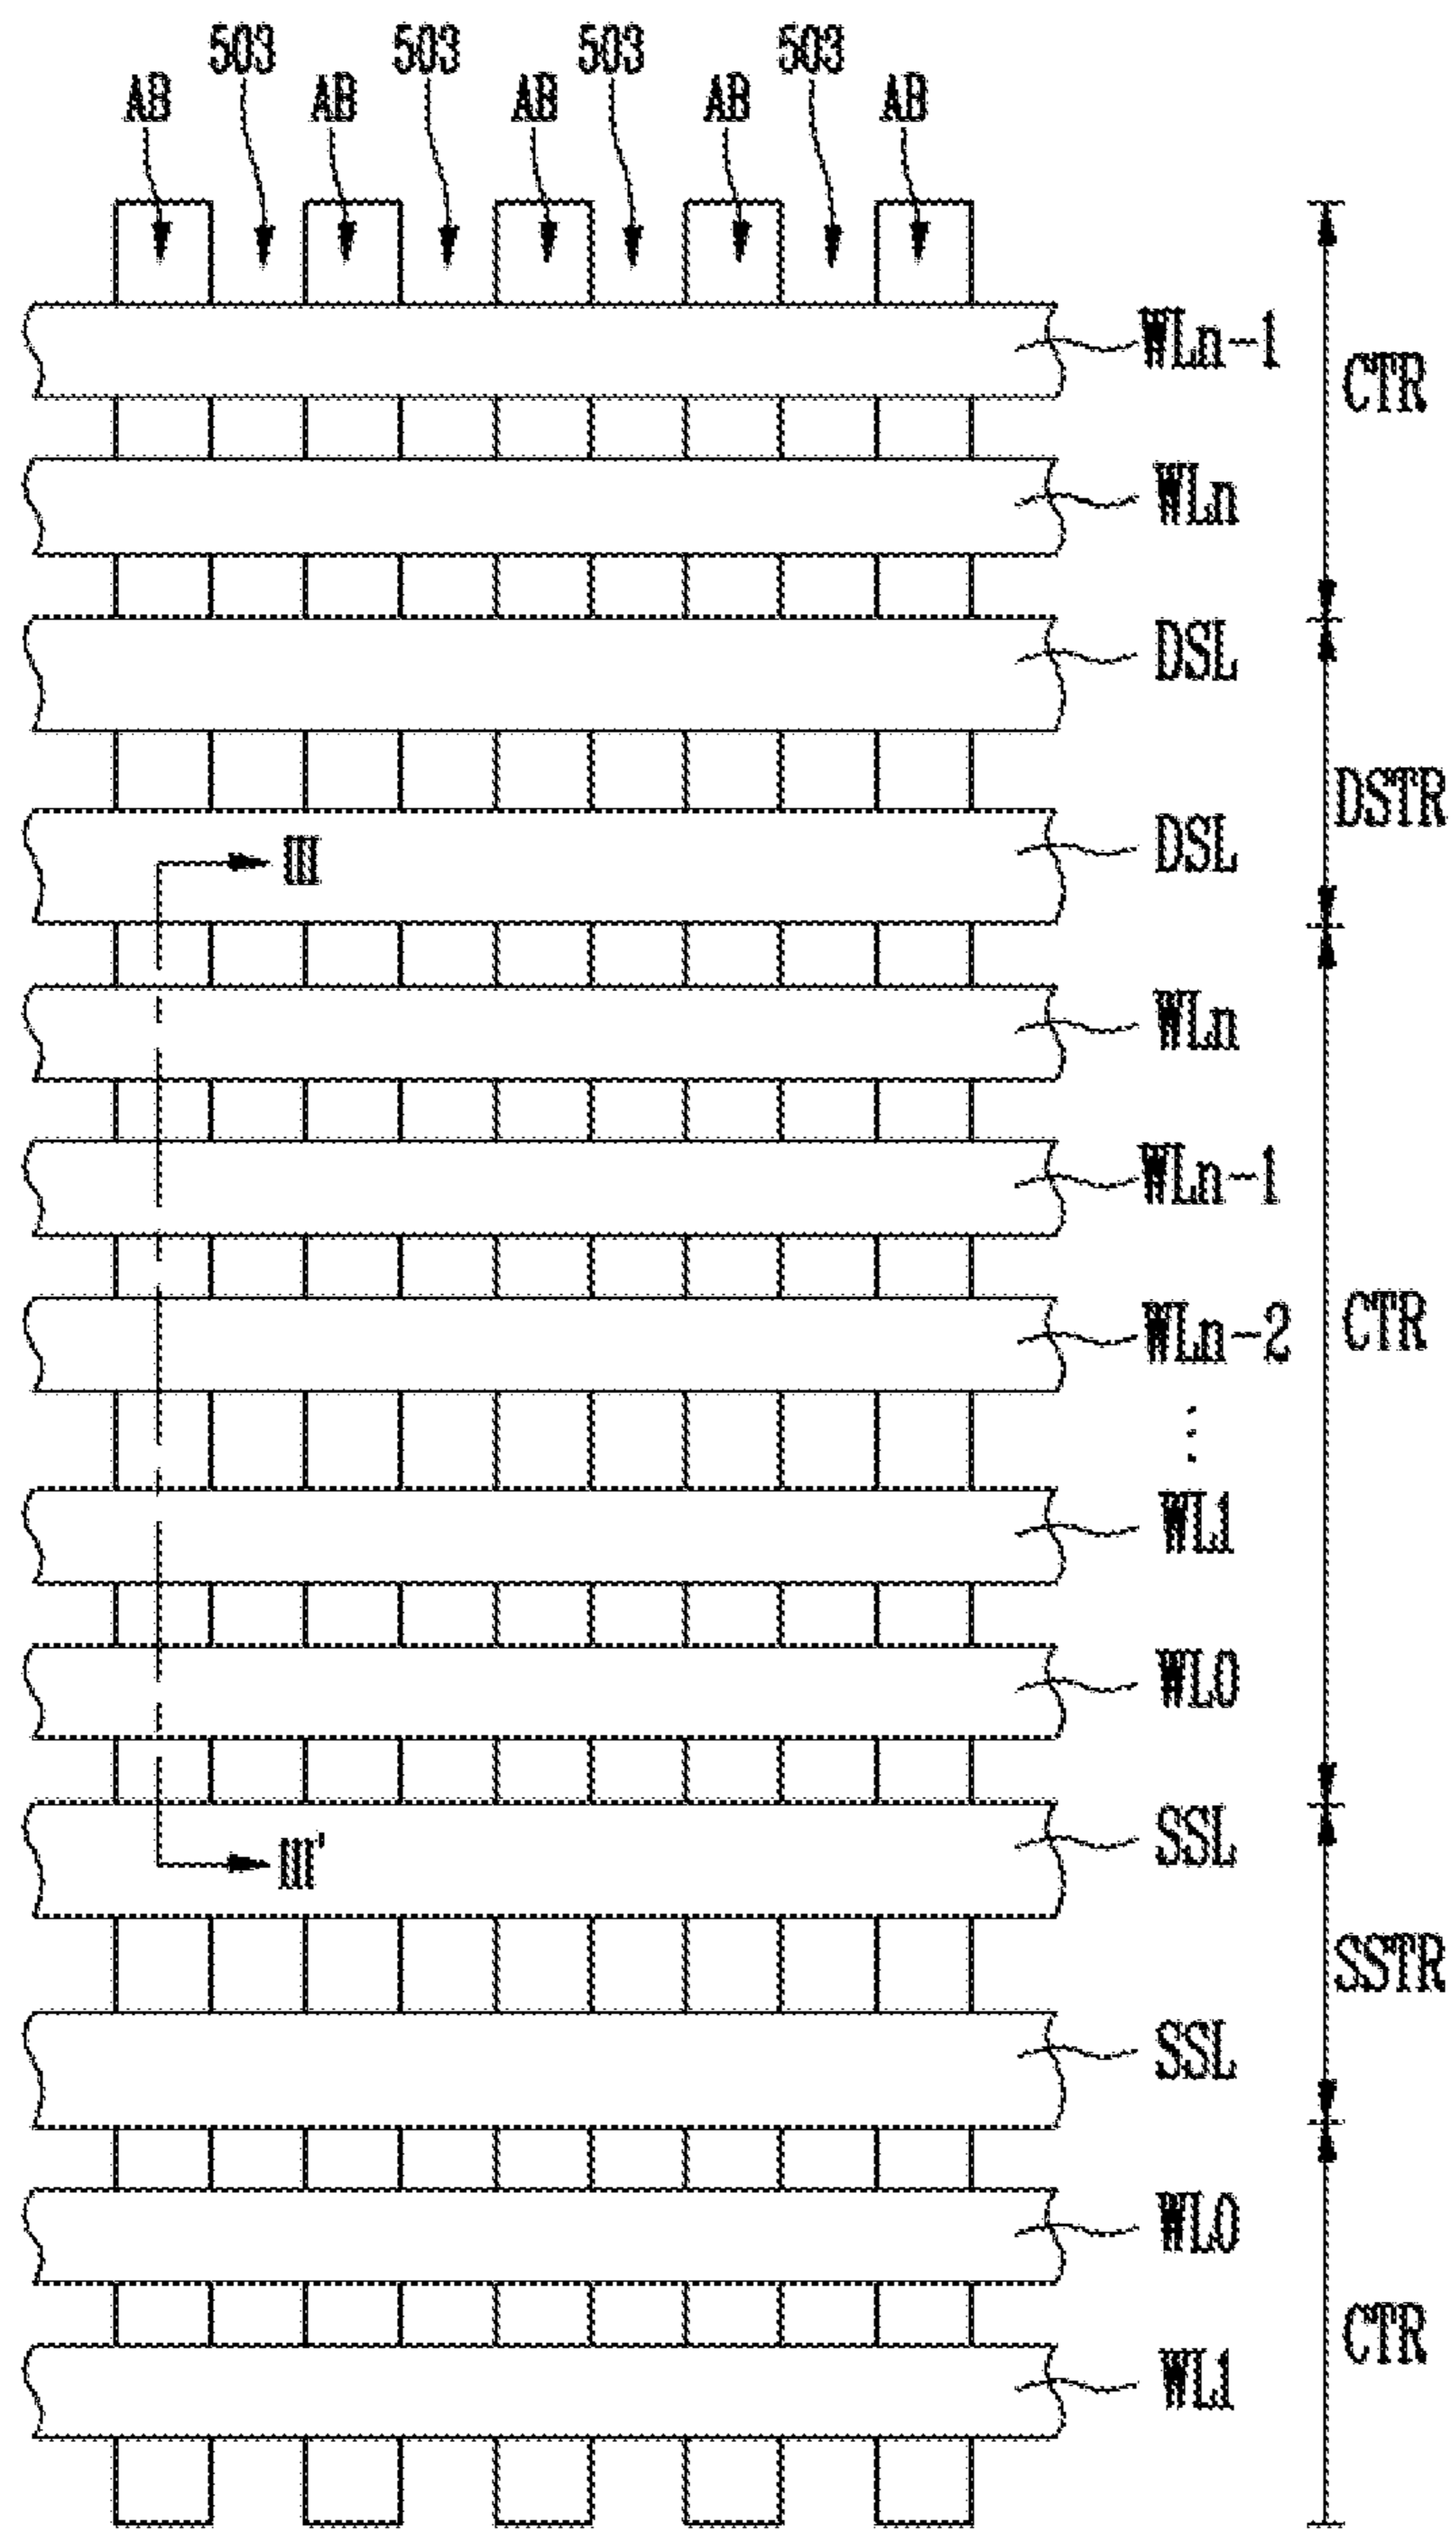 503 503 503 503
AB AB AB AB AB
WLn-1
CTR
WLn
DSL
DSTR
DSL
III
WLn
WLn-1
CTR
WLn-2
⋮
WL1
WL0
SSL
III'
SSTR
SSL
WL0
CTR
WL1